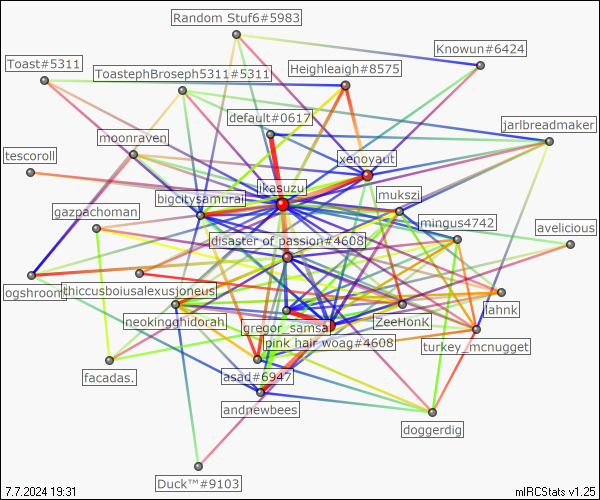 Random Stuf6#5983
Knowun#6424
Toast#5311
ToastephBroseph5311#5311
Heighleaigh#8575
default#0617
jarlbreadmaker
moonraven
tescoroll
xenoyaut
likasuzu
bigcitysamurai
mukszi
gazpachoman
mingus4742
avelicious
disaster of passion#4608
ogshroom
thiccusboiusalexusjoneus
lahnk
neokingghidorah
gregor_samsa
ZeeHonk
pink hair woag#4608
turkey_mcnugget
facadas.
asad#6947
andnewbees
doggerdig
Duck™#9103
7.7.2024 19:31
mIRCStats v1.25